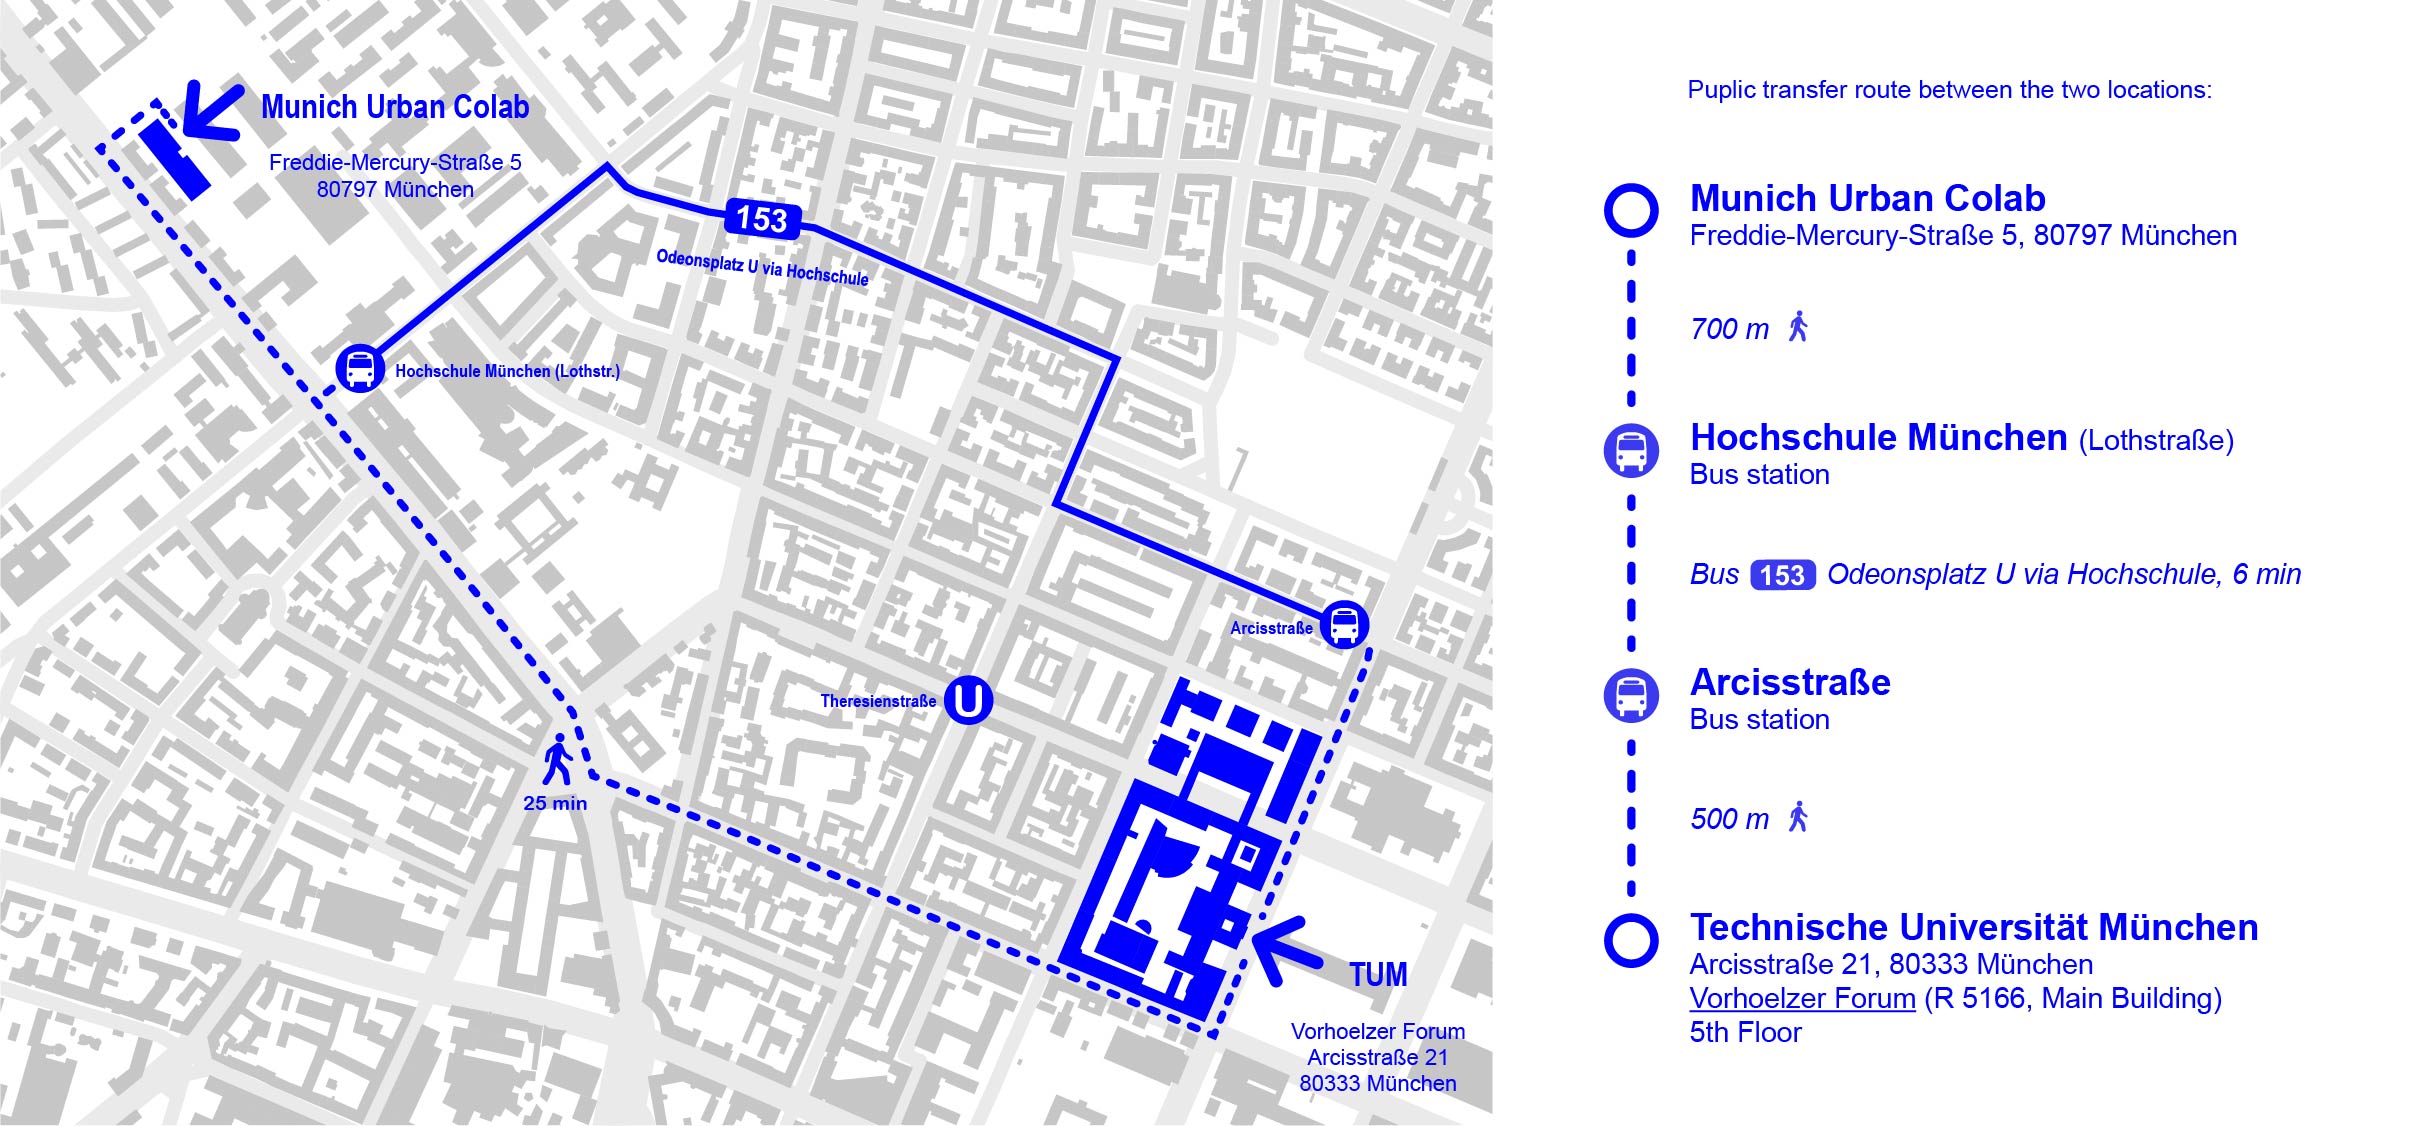 Munich Urban Colab
Freddie-Mercury-Straße 5
80797 München
153
Odeonsplatz U via Hochschule
Hochschule München (Lothstr.)
Arcisstraße
Theresienstraße
U
25 min
TUM
Vorhoelzer Forum
Arcisstraße 21
80333 München
Puplic transfer route between the two locations:
Munich Urban Colab
Freddie-Mercury-Straße 5, 80797 München
700 m
Hochschule München (Lothstraße)
Bus station
Bus 153 Odeonsplatz U via Hochschule, 6 min
Arcisstraße
Bus station
500 m
Technische Universität München
Arcisstraße 21, 80333 München
Vorhoelzer Forum (R 5166, Main Building)
5th Floor